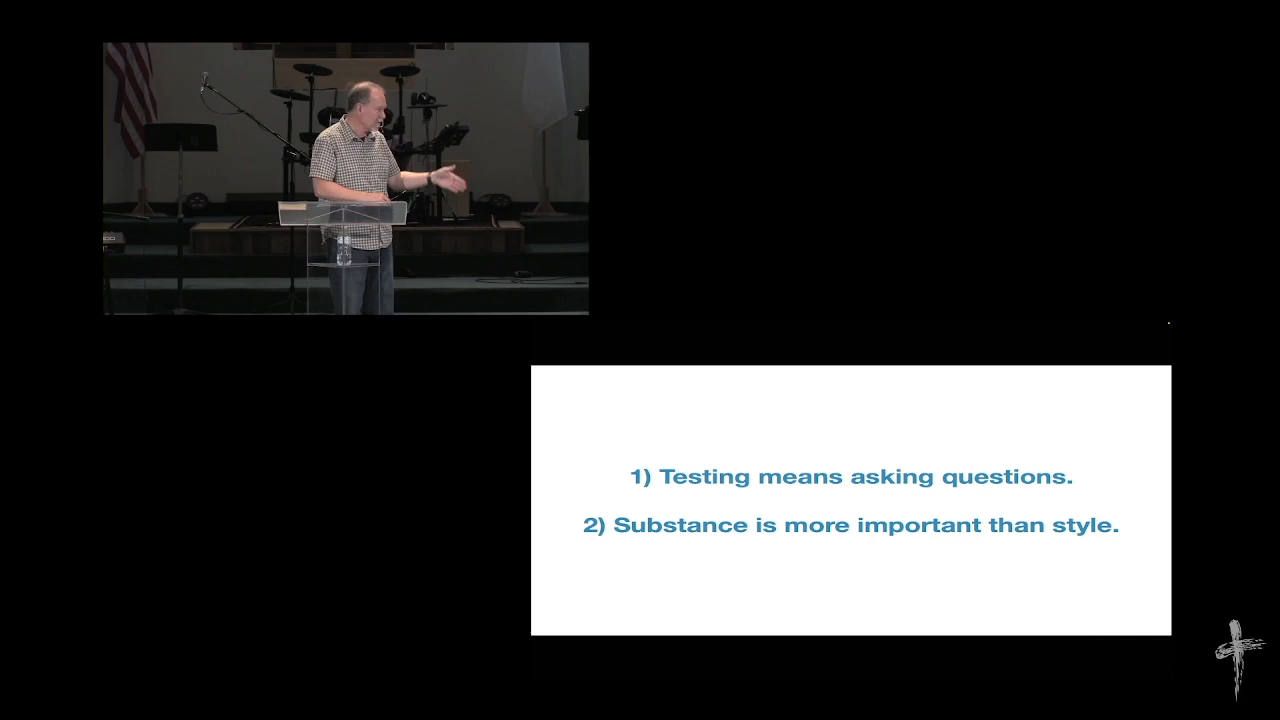 1) Testing means asking questions.
2) Substance is more important than style.